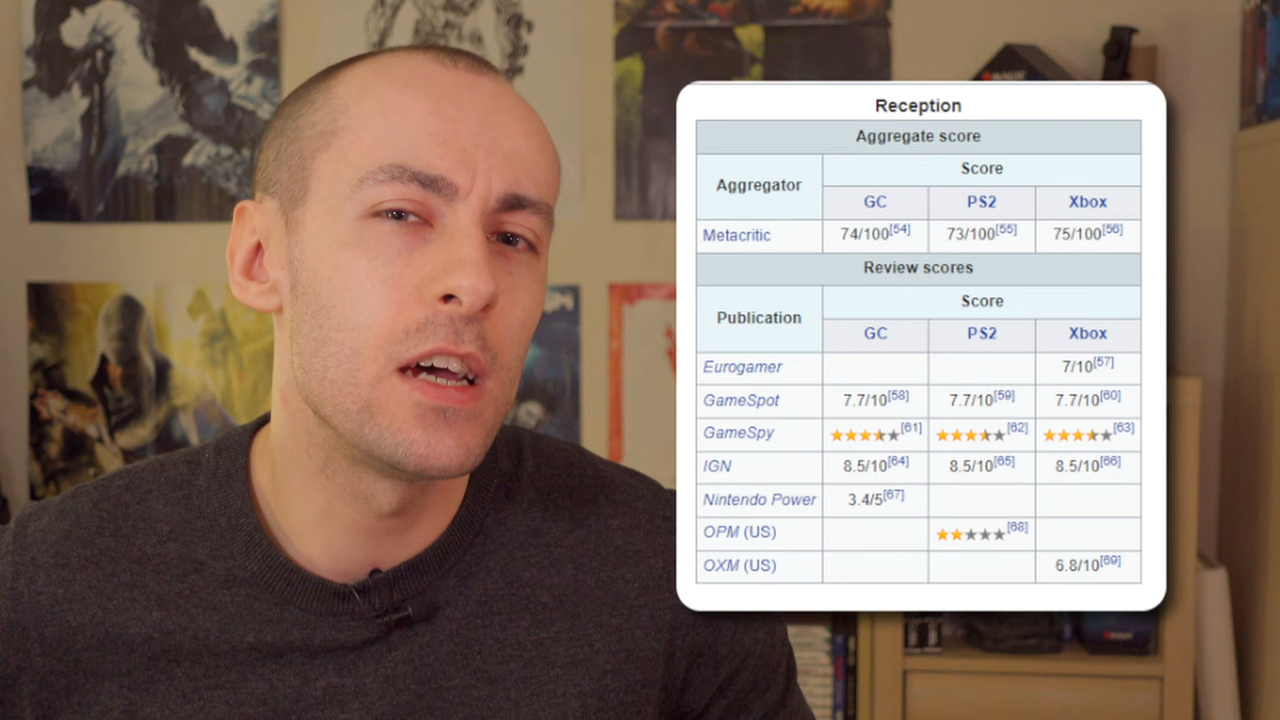 Reception
Aggregate score
Aggregator
Score
GC PS2 Xbox
Metacritic 74/100[54] 73/100[55] 75/100[56]
Review scores
Publication
Score
GC PS2 Xbox
Eurogamer 7/10[57]
GameSpot 7.7/10[58] 7.7/10[59] 7.7/10[60]
GameSpy [61] [62] [63]
IGN 8.5/10[64] 8.5/10[65] 8.5/10[66]
Nintendo Power 3.4/5[67]
OPM (US) [68]
OXM (US) 6.8/10[69]